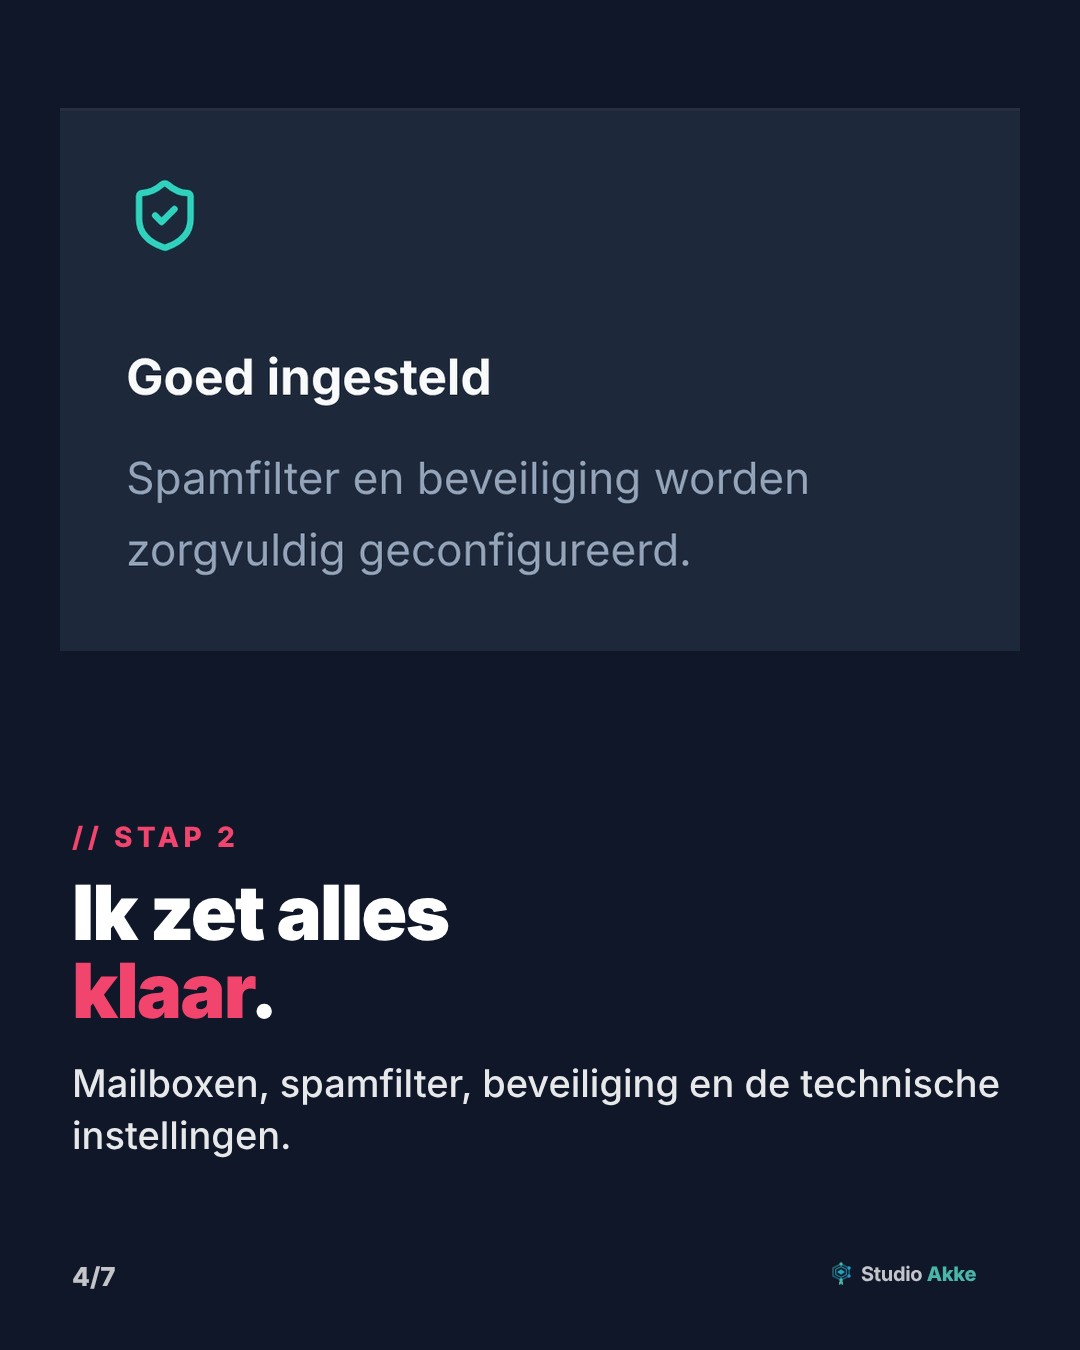 Goed ingesteld
Spamfilter en beveiliging worden
zorgvuldig geconfigureerd.
// STAP 2
Ik zet alles
klaar.
Mailboxen, spamfilter, beveiliging en de technische
instellingen.
4/7
Studio Akke